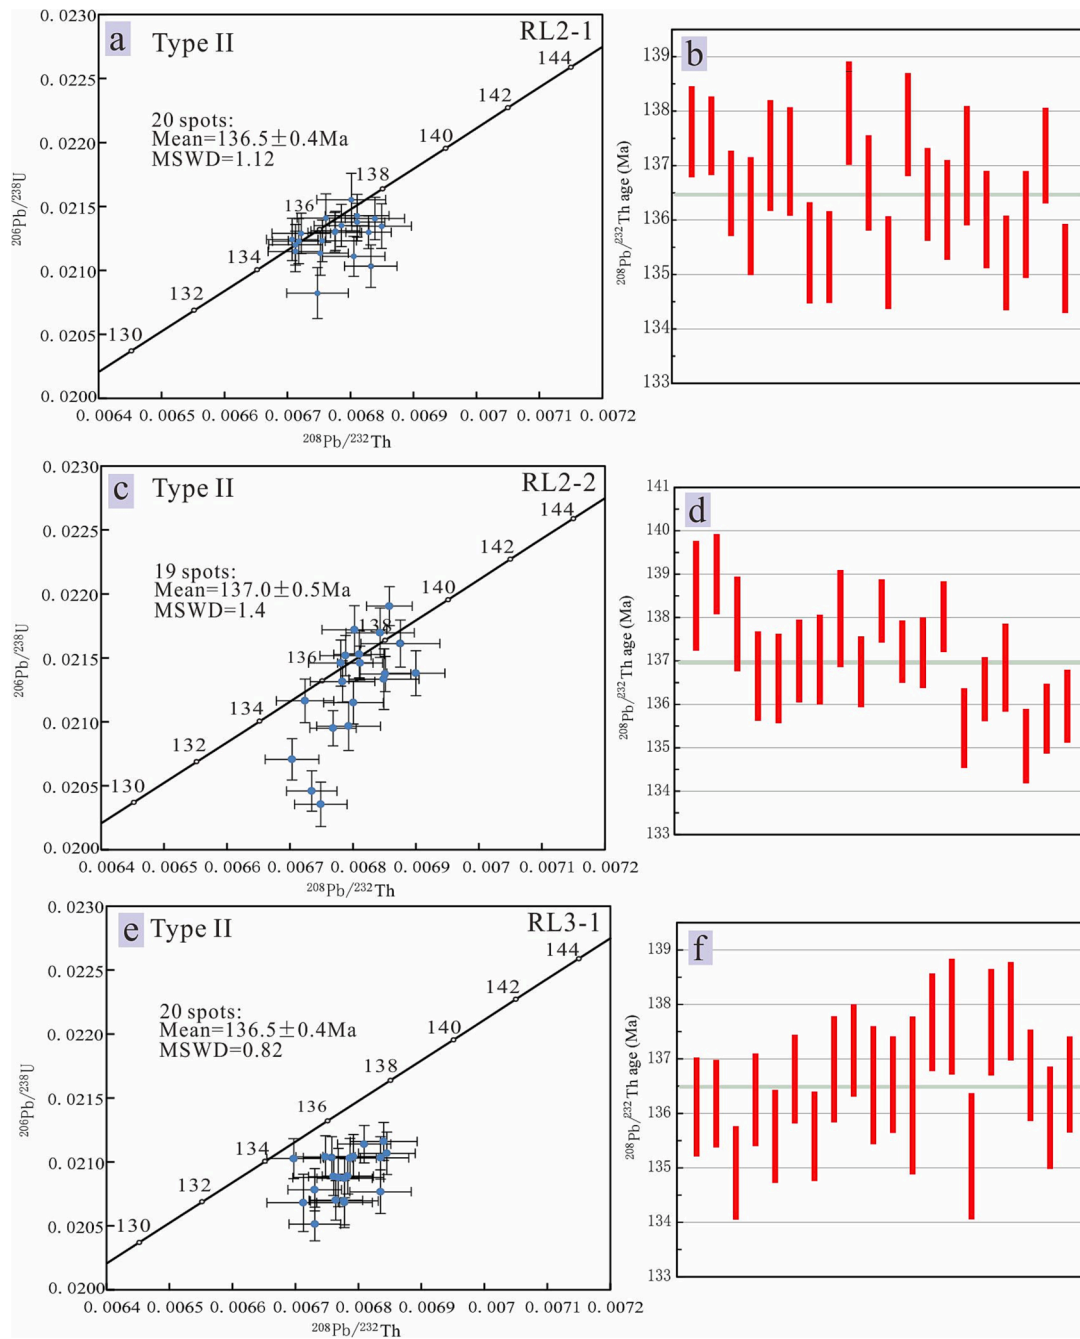 a Type II RL2-1
20 spots:
Mean=136.5±0.4Ma
MSWD=1.12
0.0230
0.0225
0.0220
0.0215
0.0210
0.0205
0.0200
206Pb/238U
130
132
134
136
138
140
142
144
0.0064 0.0065 0.0066 0.0067 0.0068 0.0069 0.007 0.0071 0.0072
208Pb/232Th
b
139
138
137
136
135
134
133
208Pb/232Th age (Ma)
c Type II RL2-2
19 spots:
Mean=137.0±0.5Ma
MSWD=1.4
0.0230
0.0225
0.0220
0.0215
0.0210
0.0205
0.0200
206Pb/238U
130
132
134
136
138
140
142
144
0.0064 0.0065 0.0066 0.0067 0.0068 0.0069 0.007 0.0071 0.0072
208Pb/232Th
d
141
140
139
138
137
136
135
134
133
208Pb/232Th age (Ma)
e Type II RL3-1
20 spots:
Mean=136.5±0.4Ma
MSWD=0.82
0.0230
0.0225
0.0220
0.0215
0.0210
0.0205
0.0200
206Pb/238U
130
132
134
136
138
140
142
144
0.0064 0.0065 0.0066 0.0067 0.0068 0.0069 0.007 0.0071 0.0072
208Pb/232Th
f
139
138
137
136
135
134
133
208Pb/232Th age (Ma)